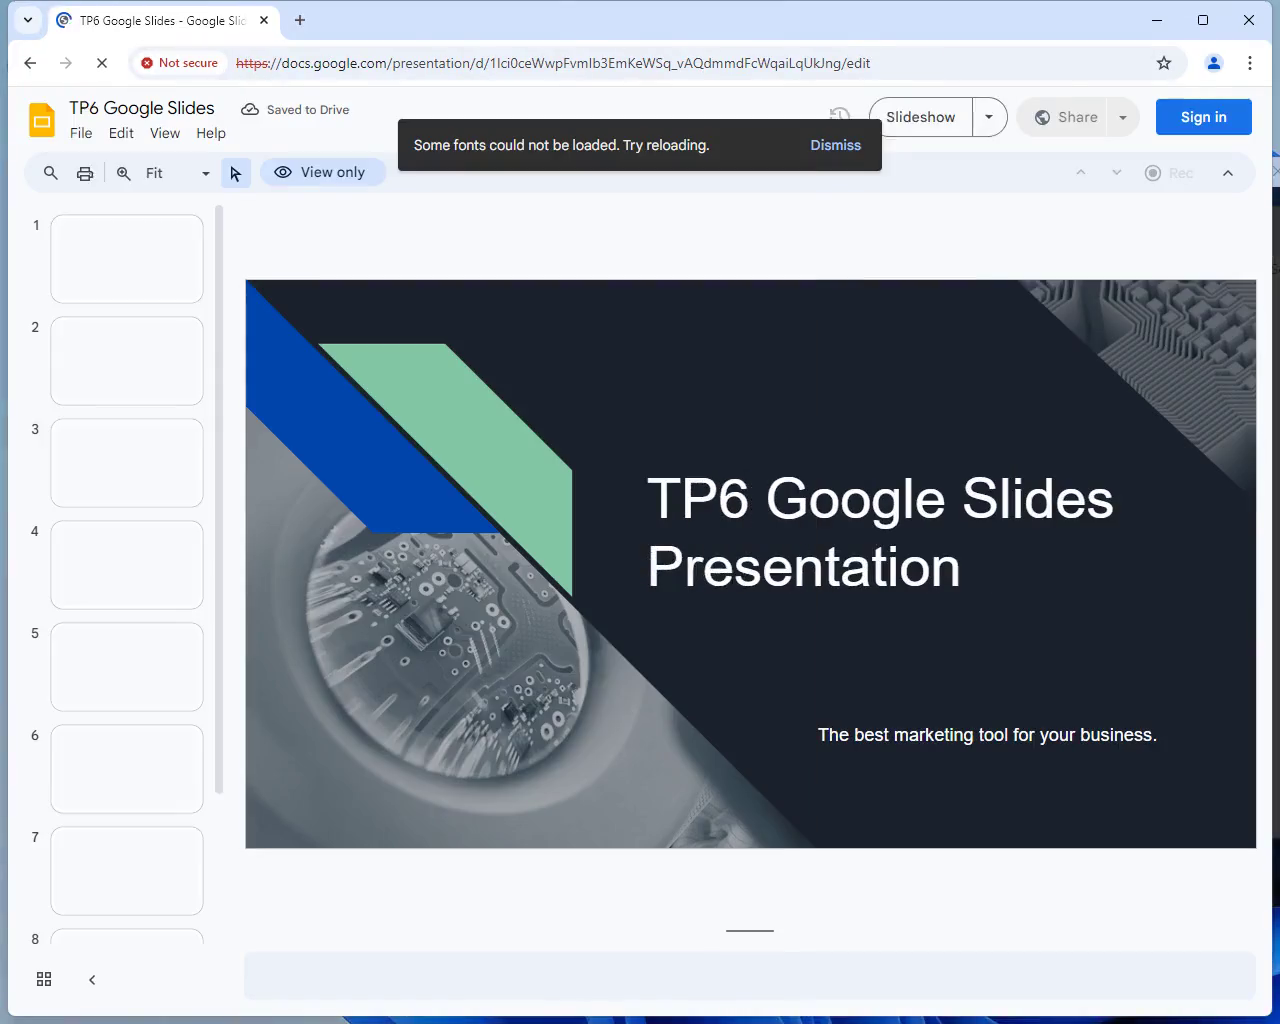 TP6 Google Slides - Google Slid
Not secure
https://docs.google.com/presentation/d/1Ici0ceWwpFvmIb3EmKeWSq_vAQdmmdFcWqaiLqUkJng/edit
TP6 Google Slides
Saved to Drive
File Edit View Help
Slideshow
Share
Sign in
Some fonts could not be loaded. Try reloading.
Dismiss
Fit
View only
Rec
1
2
3
4
5
6
7
8
TP6 Google Slides
Presentation
The best marketing tool for your business.